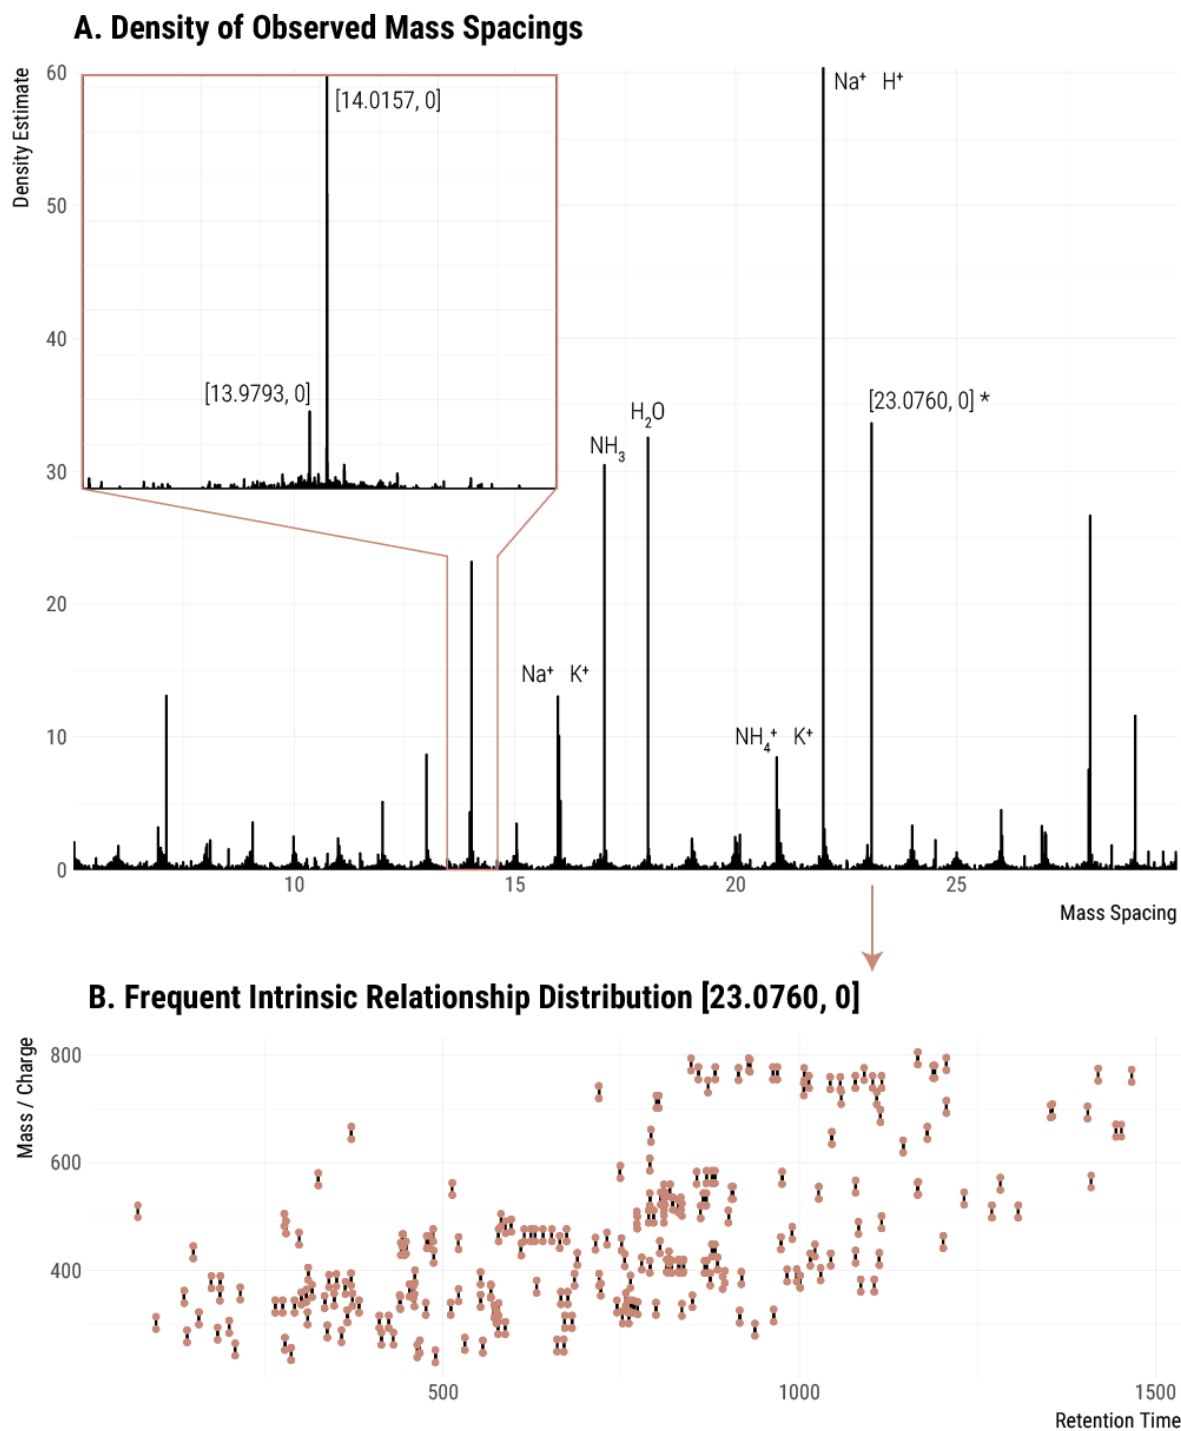 A. Density of Observed Mass Spacings
Density Estimate
60
50
40
30
20
10
0
[14.0157, 0]
[13.9793, 0]
Na⁺ H⁺
[23.0760, 0] *
H₂O
NH₃
Na⁺ K⁺
NH₄⁺ K⁺
10 15 20 25
Mass Spacing
B. Frequent Intrinsic Relationship Distribution [23.0760, 0]
Mass / Charge
800
600
400
500 1000 1500
Retention Time